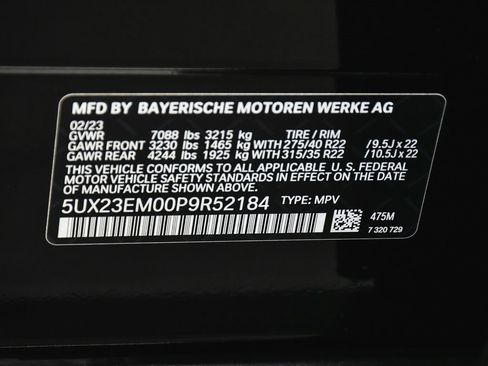 MFD BY BAYERISCHE MOTOREN WERKE AG
02/23
GVWR 7088 lbs 3215 kg TIRE / RIM
GAWR FRONT 3230 lbs 1465 kg WITH 275/40 R22 / 9.5J x 22
GAWR REAR 4244 lbs 1925 kg WITH 315/35 R22 / 10.5J x 22
THIS VEHICLE CONFORMS TO ALL APPLICABLE U.S. FEDERAL
MOTOR VEHICLE SAFETY STANDARDS IN EFFECT ON THE
DATE OF MANUFACTURE SHOWN ABOVE.
5UX23EM00P9R52184 TYPE: MPV
475M
7 320 729